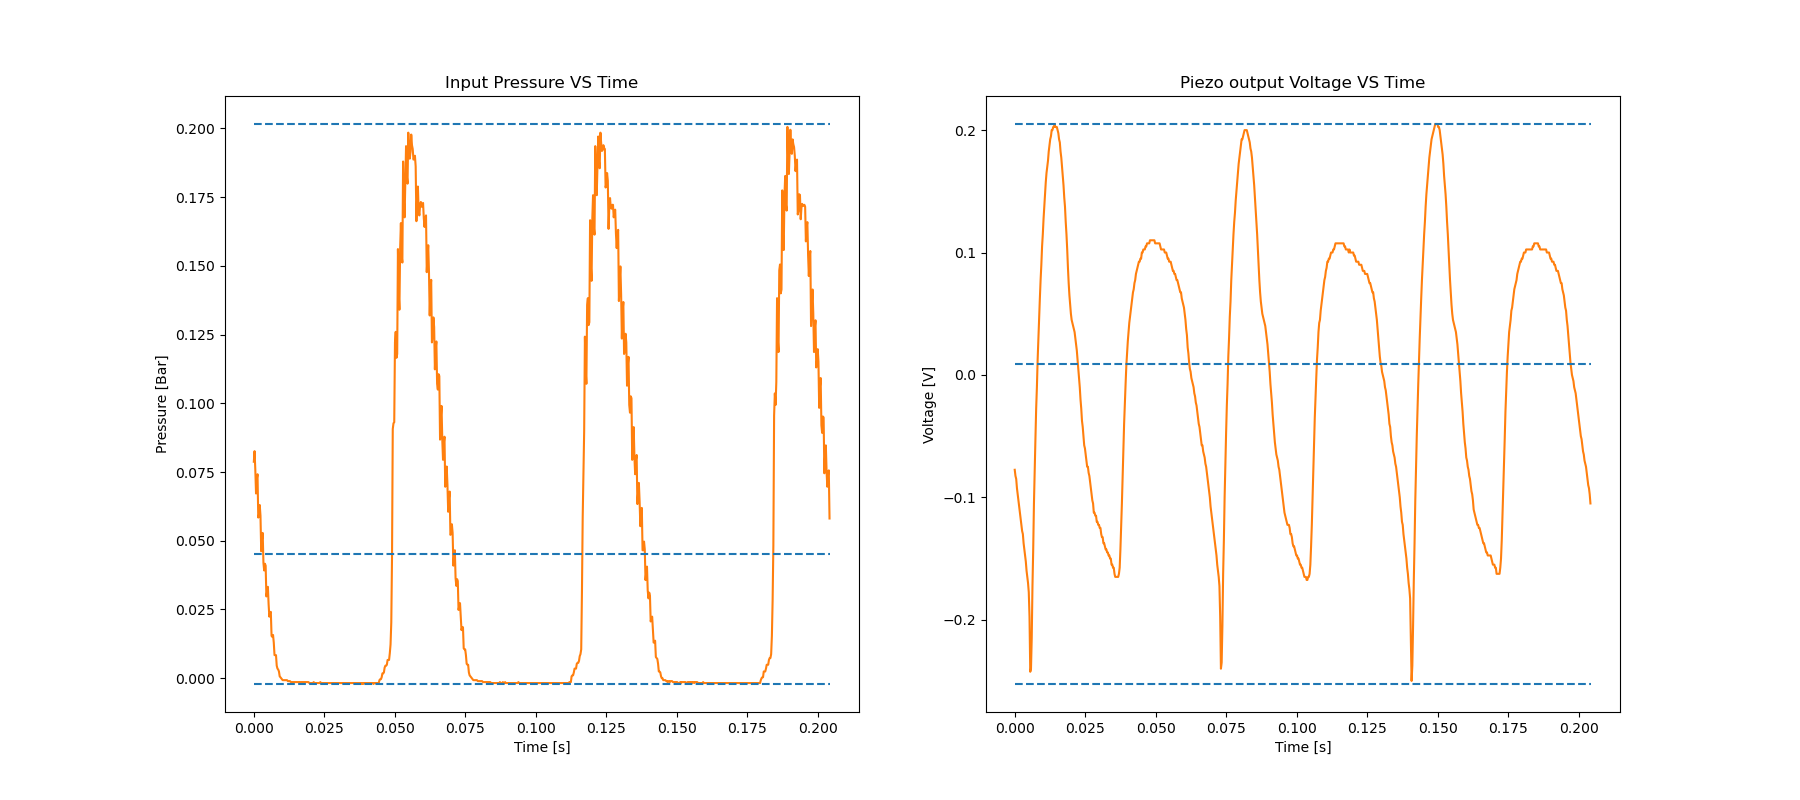 Input Pressure VS Time
0.200
0.175
0.150
0.125
0.100
0.075
0.050
0.025
0.000
Pressure [Bar]
0.000 0.025 0.050 0.075 0.100 0.125 0.150 0.175 0.200
Time [s]
Piezo output Voltage VS Time
0.2
0.1
0.0
−0.1
−0.2
Voltage [V]
0.000 0.025 0.050 0.075 0.100 0.125 0.150 0.175 0.200
Time [s]